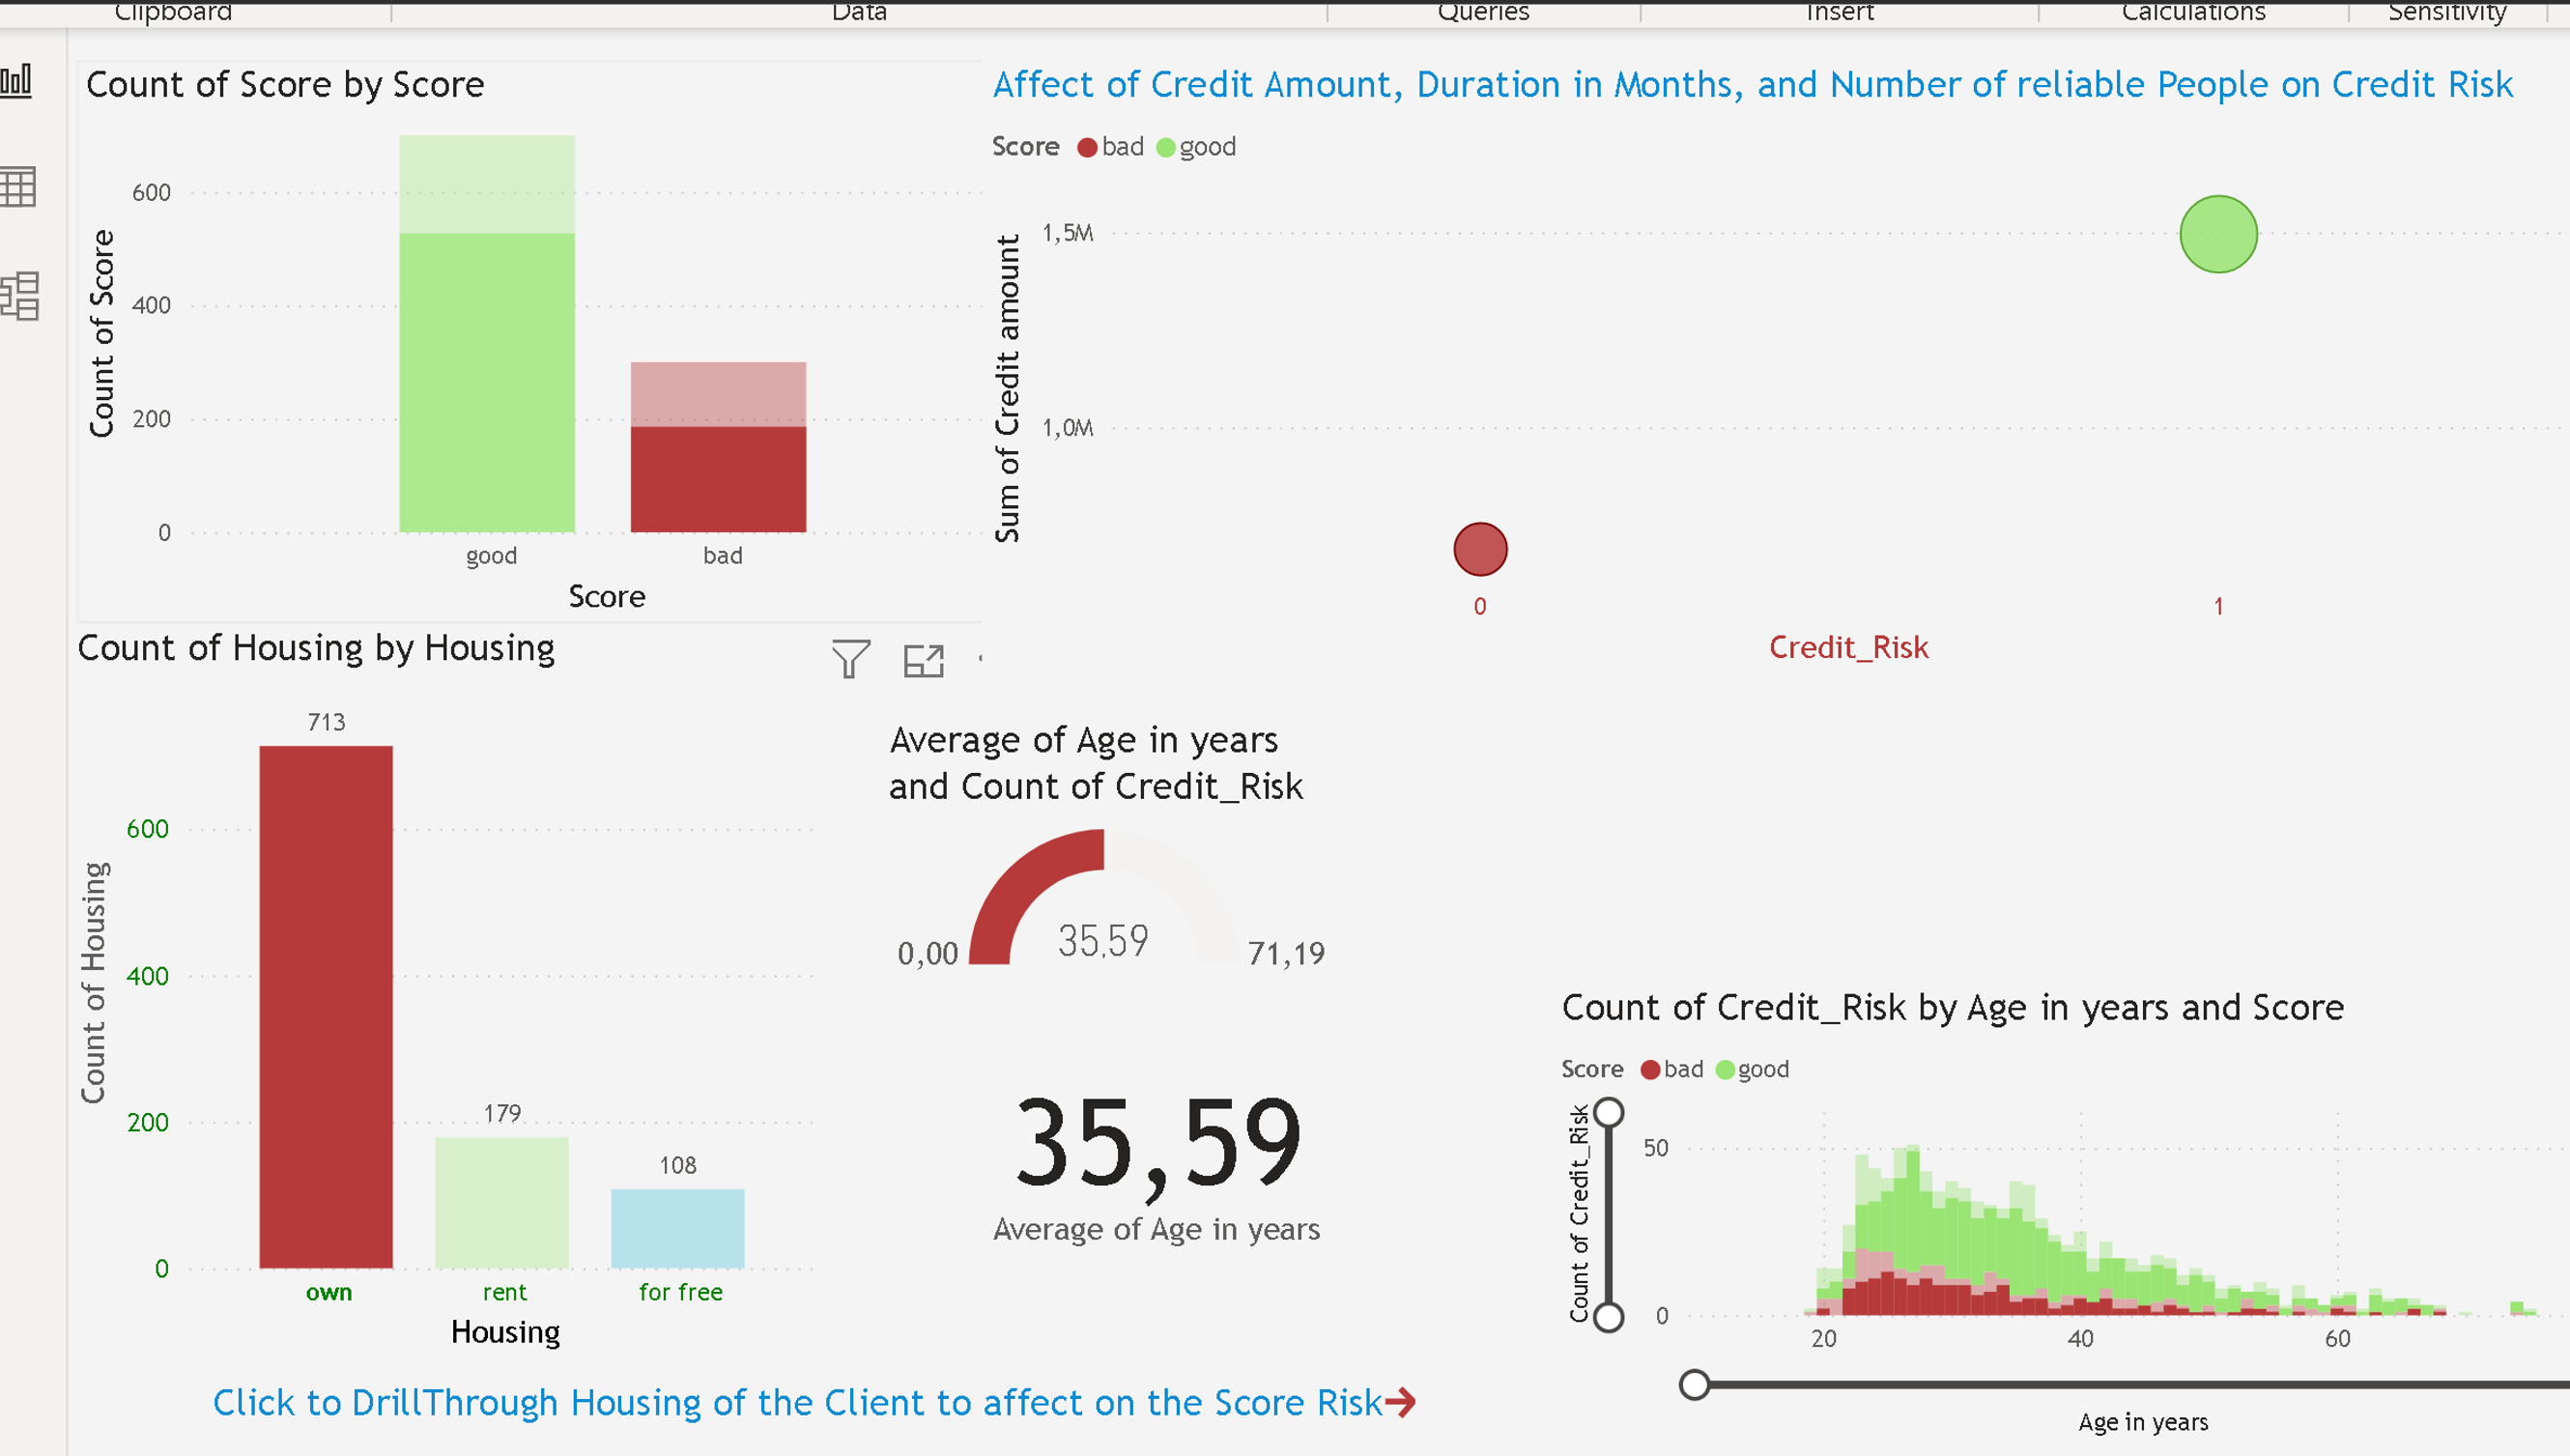 Clipboard
Data
Queries
Insert
Calculations
Sensitivity
Count of Score by Score
Count of Score
600
400
200
0
good
bad
Score
Affect of Credit Amount, Duration in Months, and Number of reliable People on Credit Risk
Score bad good
Sum of Credit amount
1,5M
1,0M
0
1
Credit_Risk
Count of Housing by Housing
Count of Housing
713
600
400
200
0
179
108
own
rent
for free
Housing
Average of Age in years
and Count of Credit_Risk
0,00
35,59
71,19
35,59
Average of Age in years
Count of Credit_Risk by Age in years and Score
Score bad good
Count of Credit_Risk
50
0
20
40
60
Age in years
Click to DrillThrough Housing of the Client to affect on the Score Risk